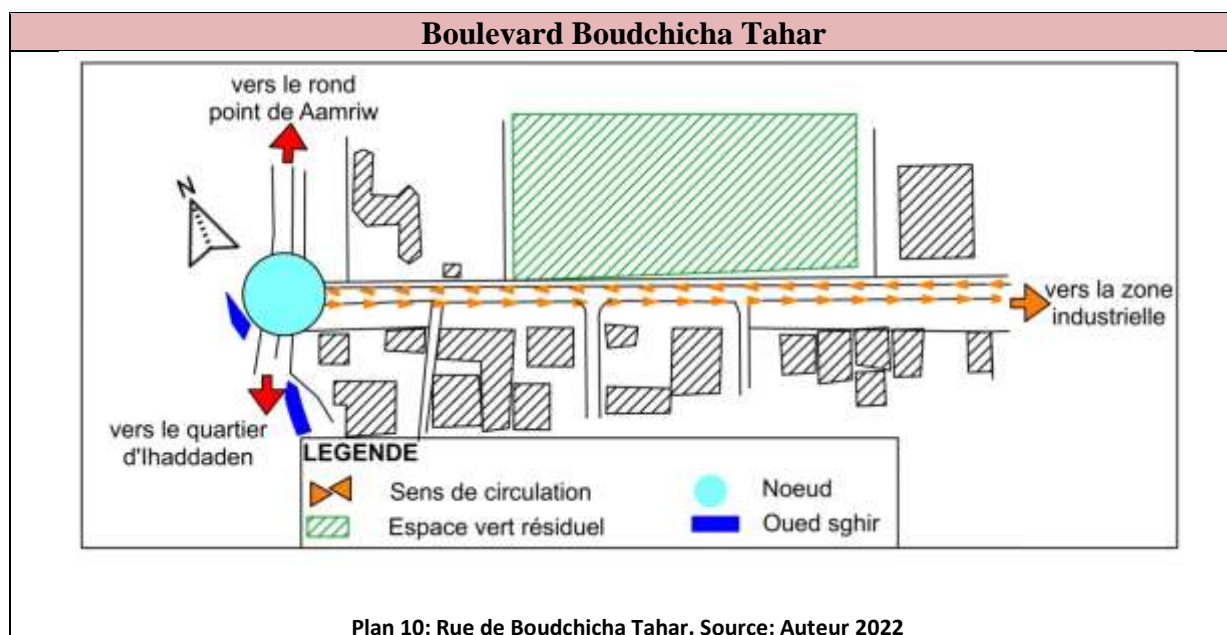 Boulevard Boudchicha Tahar
vers le rond
point de Aamriw
N
vers la zone
industrielle
vers le quartier
d'Ihaddaden
LEGENDE
Sens de circulation
Noeud
Espace vert résiduel
Oued sghir
Plan 10: Rue de Boudchicha Tahar. Source: Auteur 2022